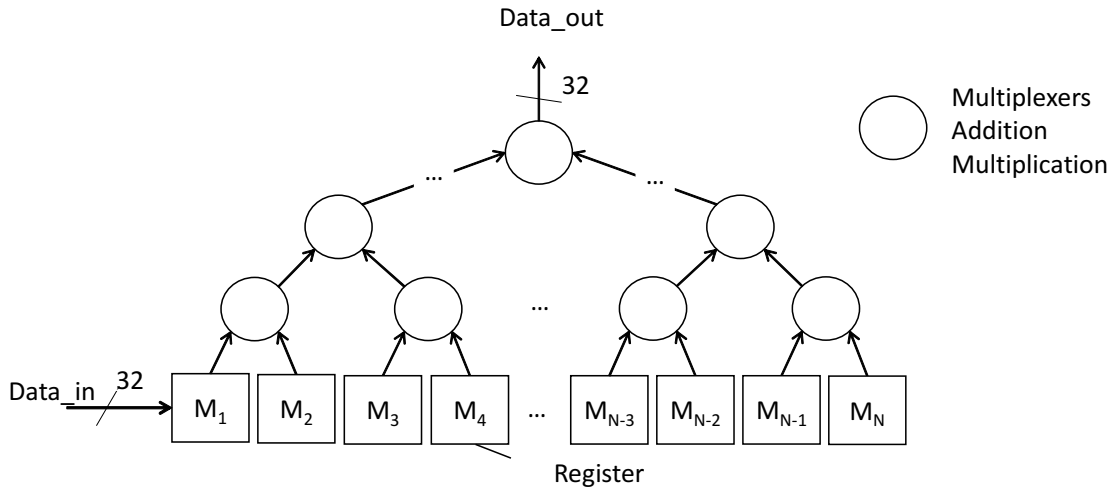 Data_out
32
Multiplexers
Addition
Multiplication
...
...
...
Data_in
32
M1 M2 M3 M4 ... MN-3 MN-2 MN-1 MN
Register